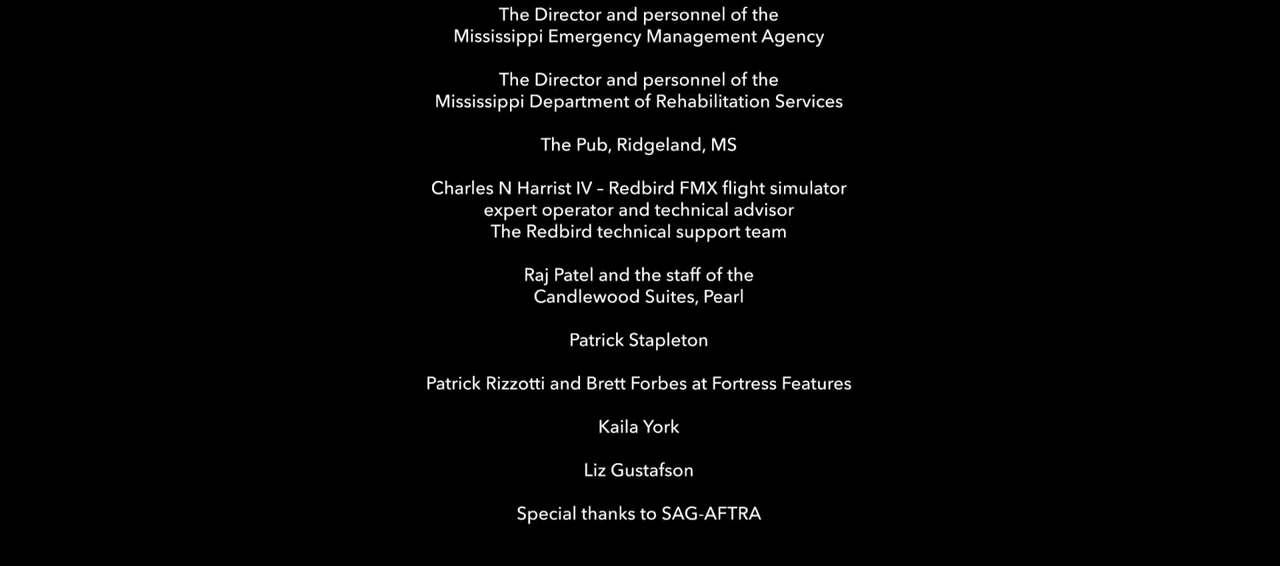 The Director and personnel of the
Mississippi Emergency Management Agency
The Director and personnel of the
Mississippi Department of Rehabilitation Services
The Pub, Ridgeland, MS
Charles N Harrist IV – Redbird FMX flight simulator
expert operator and technical advisor
The Redbird technical support team
Raj Patel and the staff of the
Candlewood Suites, Pearl
Patrick Stapleton
Patrick Rizzotti and Brett Forbes at Fortress Features
Kaila York
Liz Gustafson
Special thanks to SAG-AFTRA